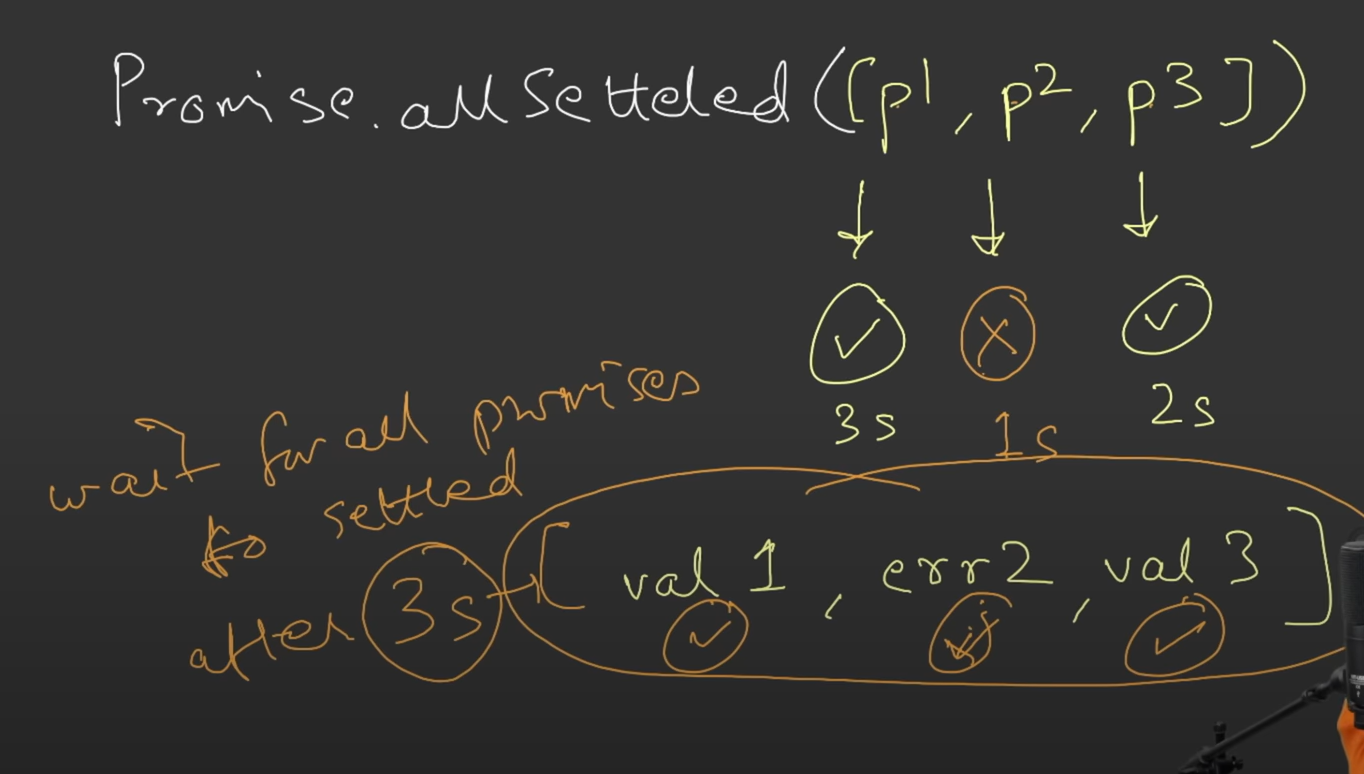 Promise.allSetteled([p1, p2, p3])
3s 1s 2s
wait for all promises
to settled
after 3s → [val 1, err2, val 3]